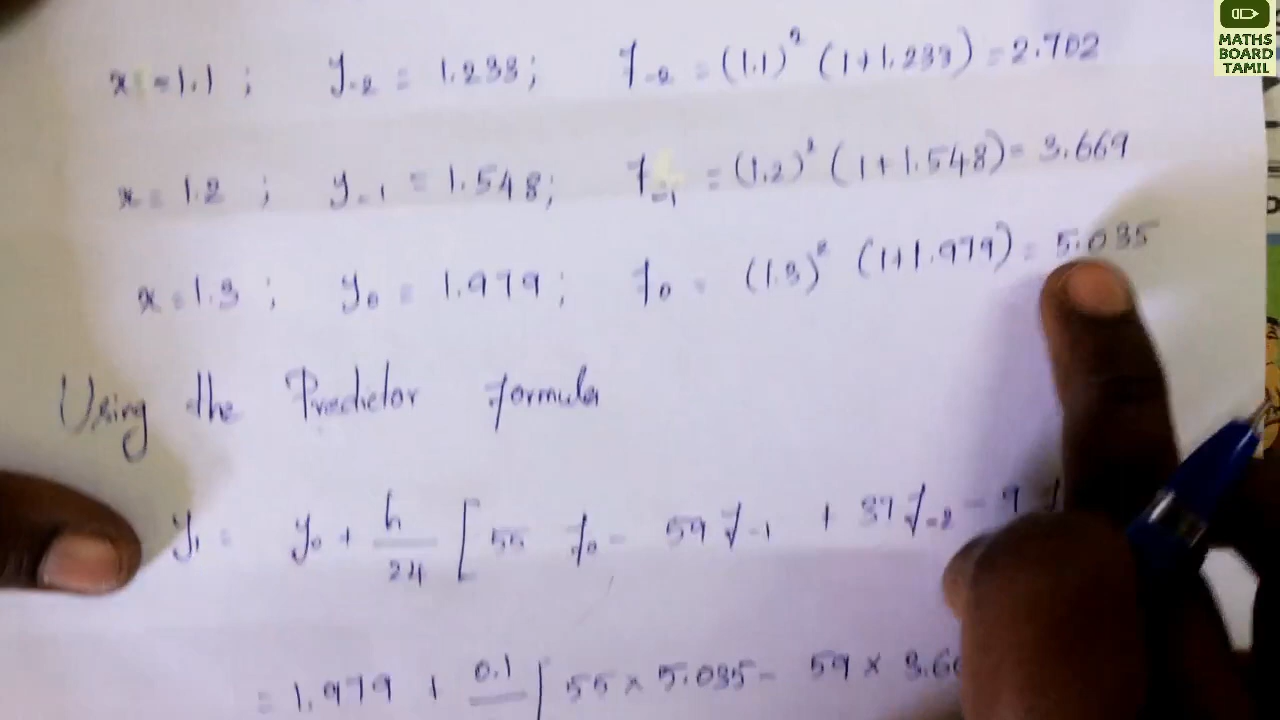 MATHS
BOARD
TAMIL
x = 1.1 ; y₋₂ = 1.233 ; f₋₂ = (1.1)² (1+1.233) = 2.702
x = 1.2 ; y₋₁ = 1.548 ; f₋₁ = (1.2)² (1+1.548) = 3.669
x = 1.3 ; y₀ = 1.979 ; f₀ = (1.3)² (1+1.979) = 5.035
Using the Predictor formula
y₁ = y₀ + h/24 [ 55 f₀ - 59 f₋₁ + 37 f₋₂ - 9 f
= 1.979 + 0.1 [ 55 × 5.035 - 59 × 3.66